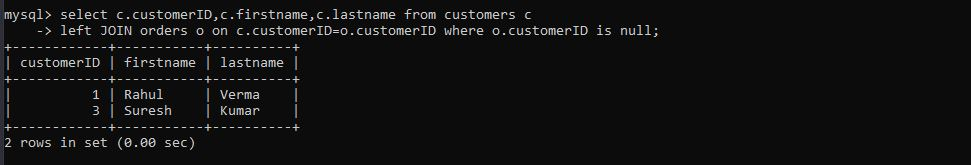 mysql> select c.customerID,c.firstname,c.lastname from customers c
    -> left JOIN orders o on c.customerID=o.customerID where o.customerID is null;
+------------+-----------+----------+
| customerID | firstname | lastname |
+------------+-----------+----------+
|          1 | Rahul     | Verma    |
|          3 | Suresh    | Kumar    |
+------------+-----------+----------+
2 rows in set (0.00 sec)